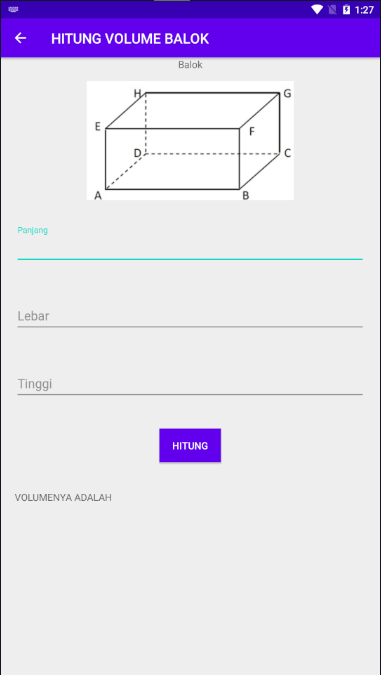 1:27
HITUNG VOLUME BALOK
Balok
H G
E F
D C
A B
Panjang
Lebar
Tinggi
HITUNG
VOLUMENYA ADALAH